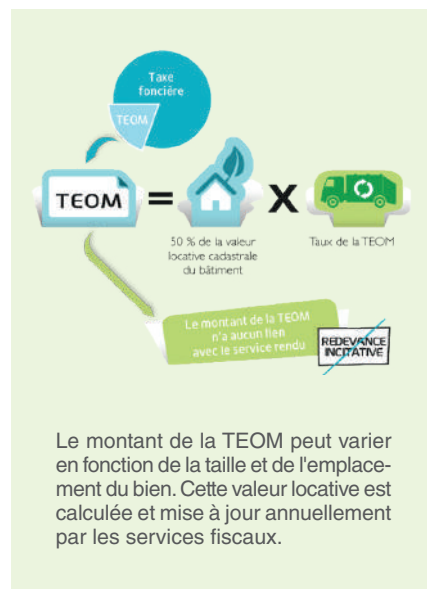 Taxe
foncière
TEOM
TEOM = X
50 % de la valeur
locative cadastrale
du bâtiment
Taux de la TEOM
Le montant de la TEOM
n'a aucun lien
avec le service rendu
REDEVANCE
INCITATIVE
Le montant de la TEOM peut varier
en fonction de la taille et de l'emplace-
ment du bien. Cette valeur locative est
calculée et mise à jour annuellement
par les services fiscaux.